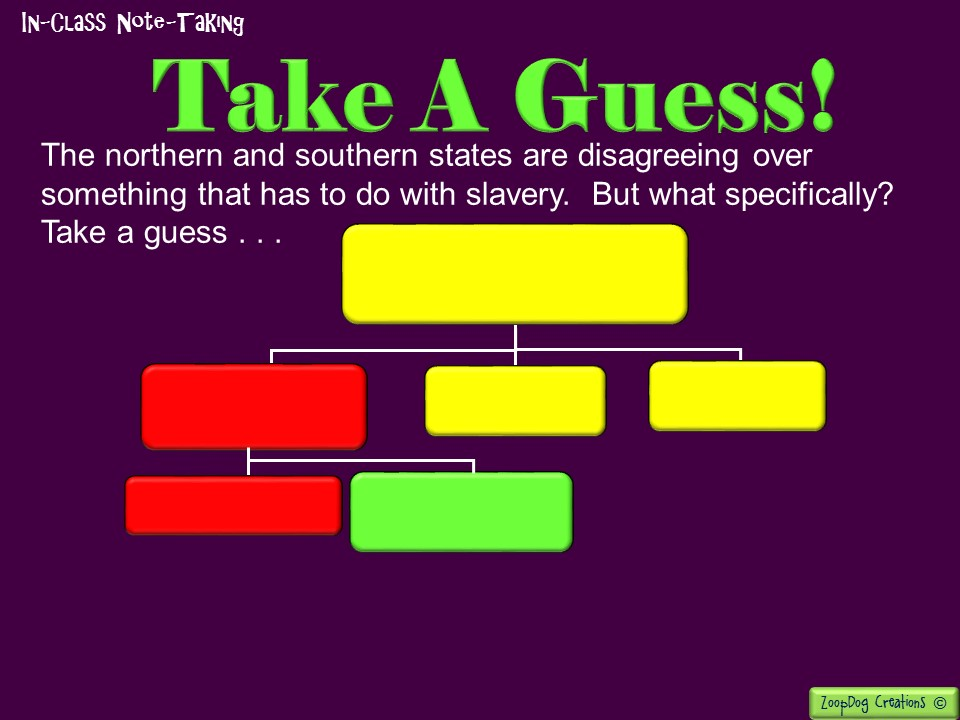 In-Class Note-Taking
Take A Guess!
The northern and southern states are disagreeing over
something that has to do with slavery.  But what specifically?
Take a guess . . .
ZoopDog Creations ©